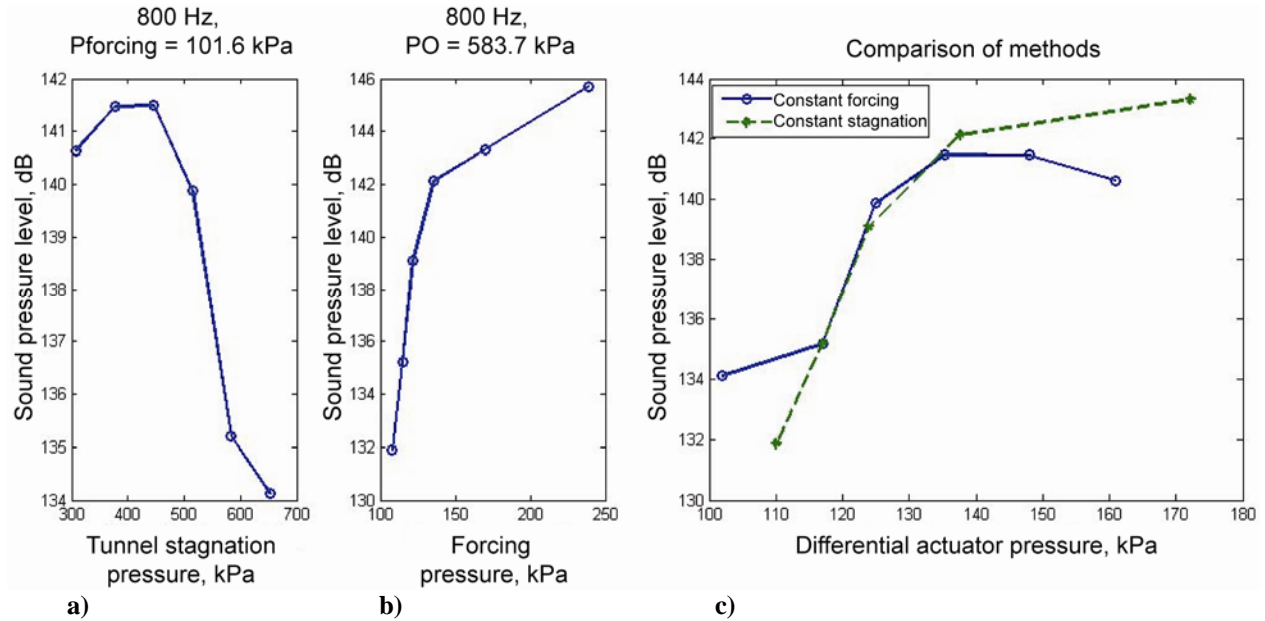 800 Hz,
Pforcing = 101.6 kPa
142
141
140
139
138
137
136
135
134
300
400
500
600
700
Sound pressure level, dB
Tunnel stagnation
pressure, kPa
a)
800 Hz,
PO = 583.7 kPa
146
144
142
140
138
136
134
132
130
100
150
200
250
Sound pressure level, dB
Forcing
pressure, kPa
b)
Comparison of methods
144
142
140
138
136
134
132
130
100
110
120
130
140
150
160
170
180
Constant forcing
Constant stagnation
Sound pressure level, dB
Differential actuator pressure, kPa
c)